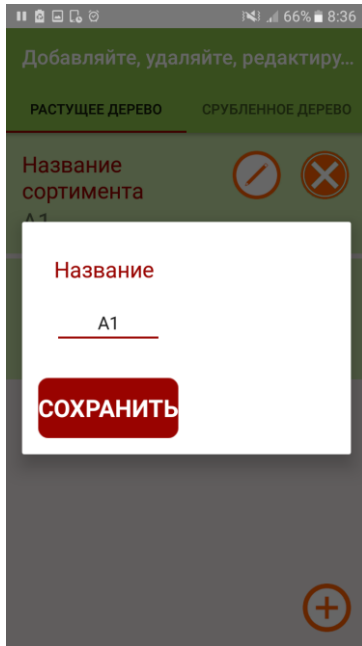 66% 8:36
Добавляйте, удаляйте, редактиру...
РАСТУЩЕЕ ДЕРЕВО СРУБЛЕННОЕ ДЕРЕВО
Название
сортимента
А1
Название
А1
СОХРАНИТЬ